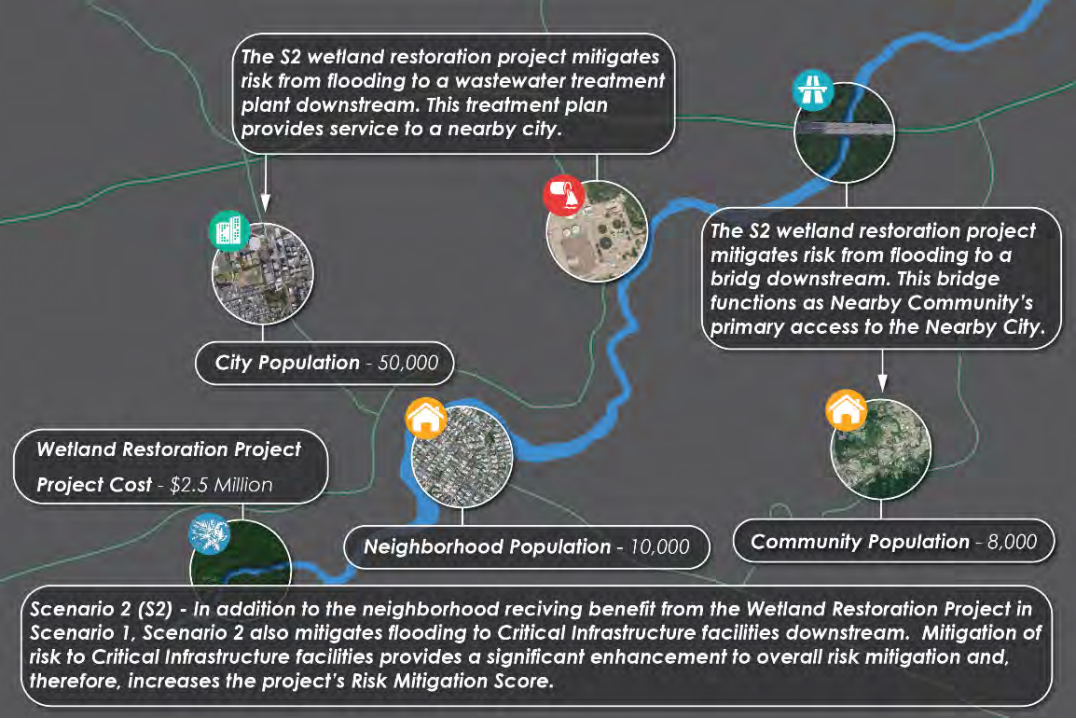 The S2 wetland restoration project mitigates
risk from flooding to a wastewater treatment
plant downstream. This treatment plan
provides service to a nearby city.
The S2 wetland restoration project
mitigates risk from flooding to a
bridg downstream. This bridge
functions as Nearby Community's
primary access to the Nearby City.
City Population - 50,000
Wetland Restoration Project
Project Cost - $2.5 Million
Neighborhood Population - 10,000
Community Population - 8,000
Scenario 2 (S2) - In addition to the neighborhood reciving benefit from the Wetland Restoration Project in
Scenario 1, Scenario 2 also mitigates flooding to Critical Infrastructure facilities downstream. Mitigation of
risk to Critical Infrastructure facilities provides a significant enhancement to overall risk mitigation and,
therefore, increases the project's Risk Mitigation Score.